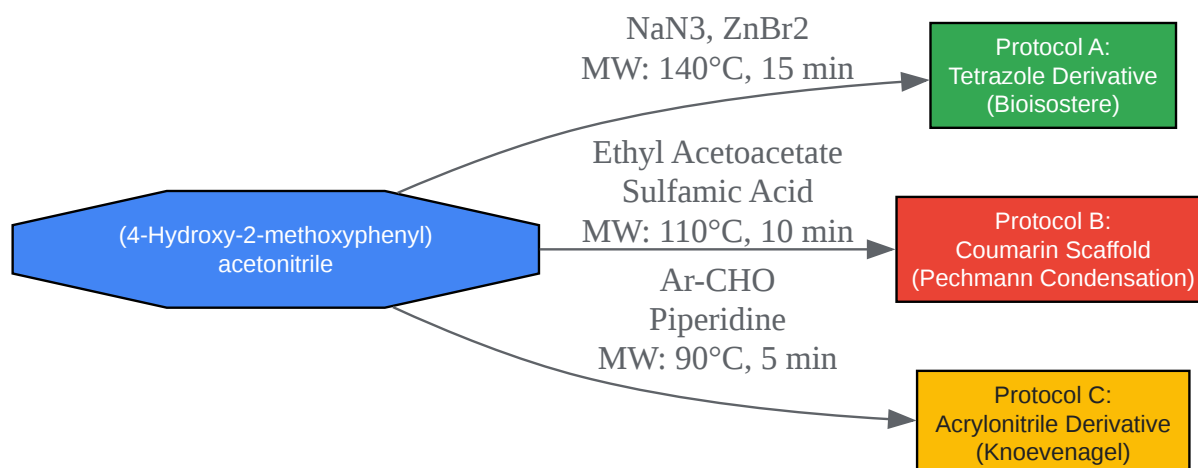 NaN3, ZnBr2
MW: 140°C, 15 min
Protocol A:
Tetrazole Derivative
(Bioisostere)
Ethyl Acetoacetate
Sulfamic Acid
MW: 110°C, 10 min
(4-Hydroxy-2-methoxyphenyl)
acetonitrile
Protocol B:
Coumarin Scaffold
(Pechmann Condensation)
Ar-CHO
Piperidine
MW: 90°C, 5 min
Protocol C:
Acrylonitrile Derivative
(Knoevenagel)